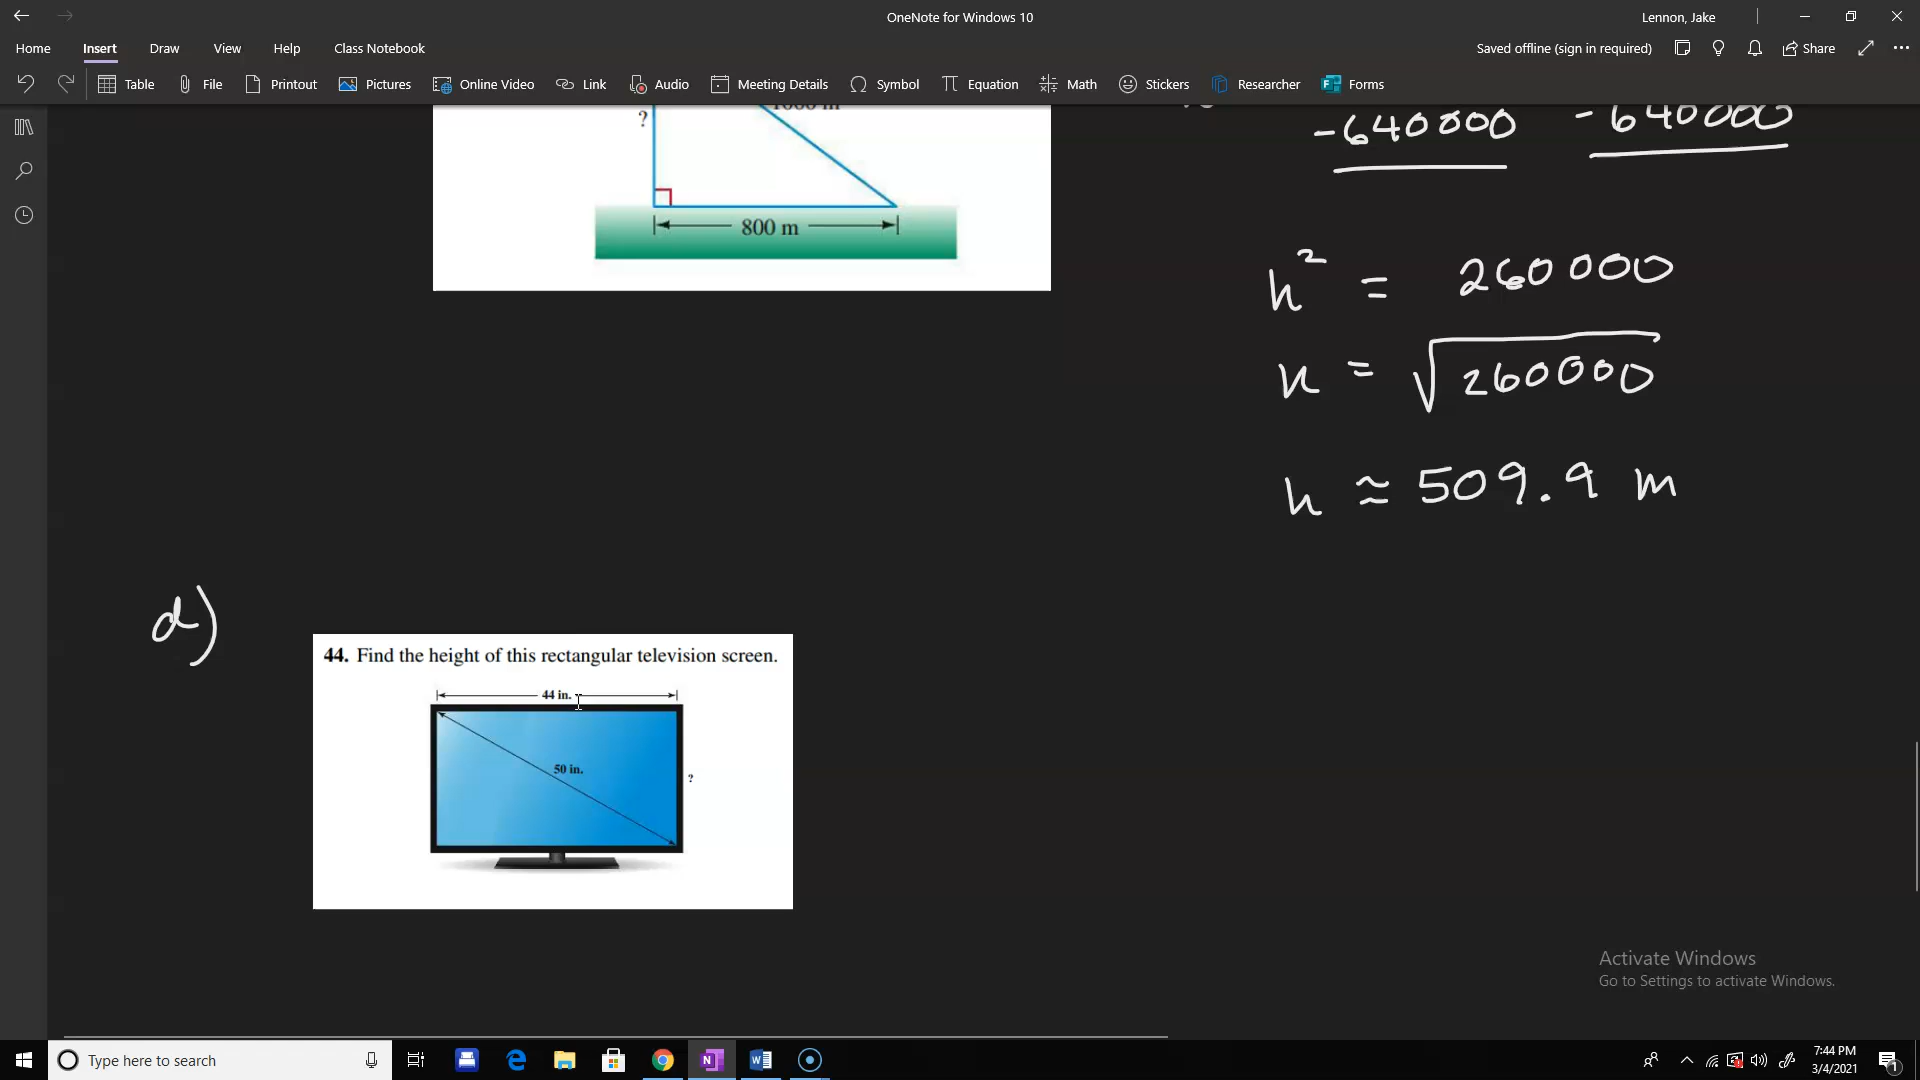 OneNote for Windows 10
Lennon, Jake
Home Insert Draw View Help Class Notebook
Saved offline (sign in required) Share
Table File Printout Pictures Online Video Link Audio Meeting Details Symbol Equation Math Stickers Researcher Forms
1000 m
?
800 m
-640000 -640000
h² = 260000
h = √260000
h ≈ 509.9 m
d)
44. Find the height of this rectangular television screen.
44 in.
50 in.
?
Activate Windows
Go to Settings to activate Windows.
Type here to search
7:44 PM
3/4/2021
1